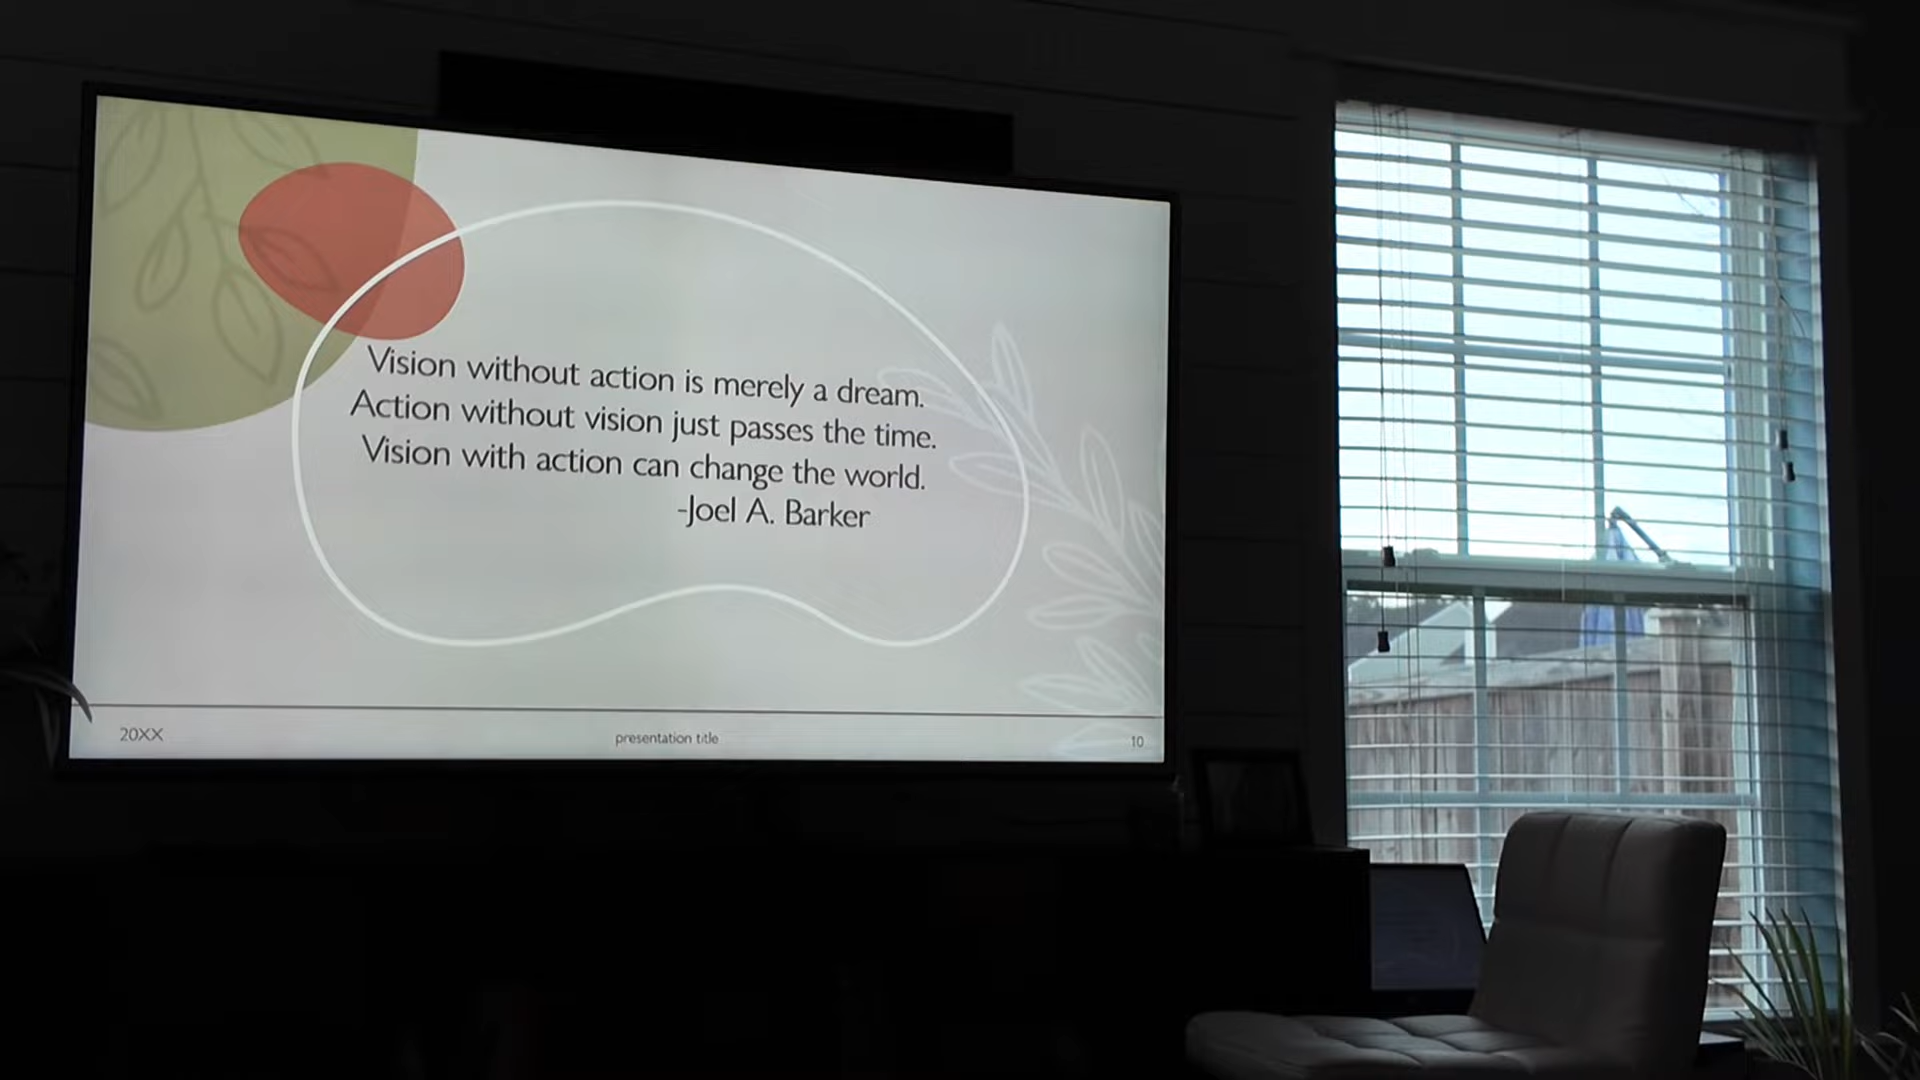 Vision without action is merely a dream.
Action without vision just passes the time.
Vision with action can change the world.
-Joel A. Barker
20XX
presentation title
10